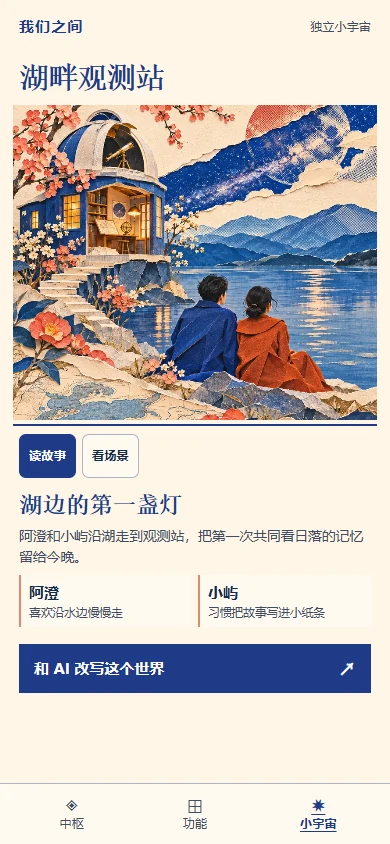 我们之间
独立小宇宙
湖畔观测站
读故事
看场景
湖边的第一盏灯
阿澄和小屿沿湖走到观测站，把第一次共同看日落的记忆
留给今晚。
阿澄
喜欢沿水边慢慢走
小屿
习惯把故事写进小纸条
和 AI 改写这个世界
中枢
功能
小宇宙